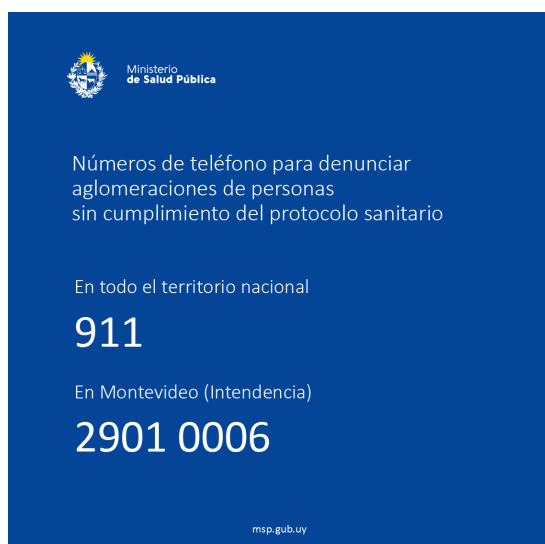 Ministerio
de Salud Pública
Números de teléfono para denunciar
aglomeraciones de personas
sin cumplimiento del protocolo sanitario
En todo el territorio nacional
911
En Montevideo (Intendencia)
2901 0006
msp.gub.uy